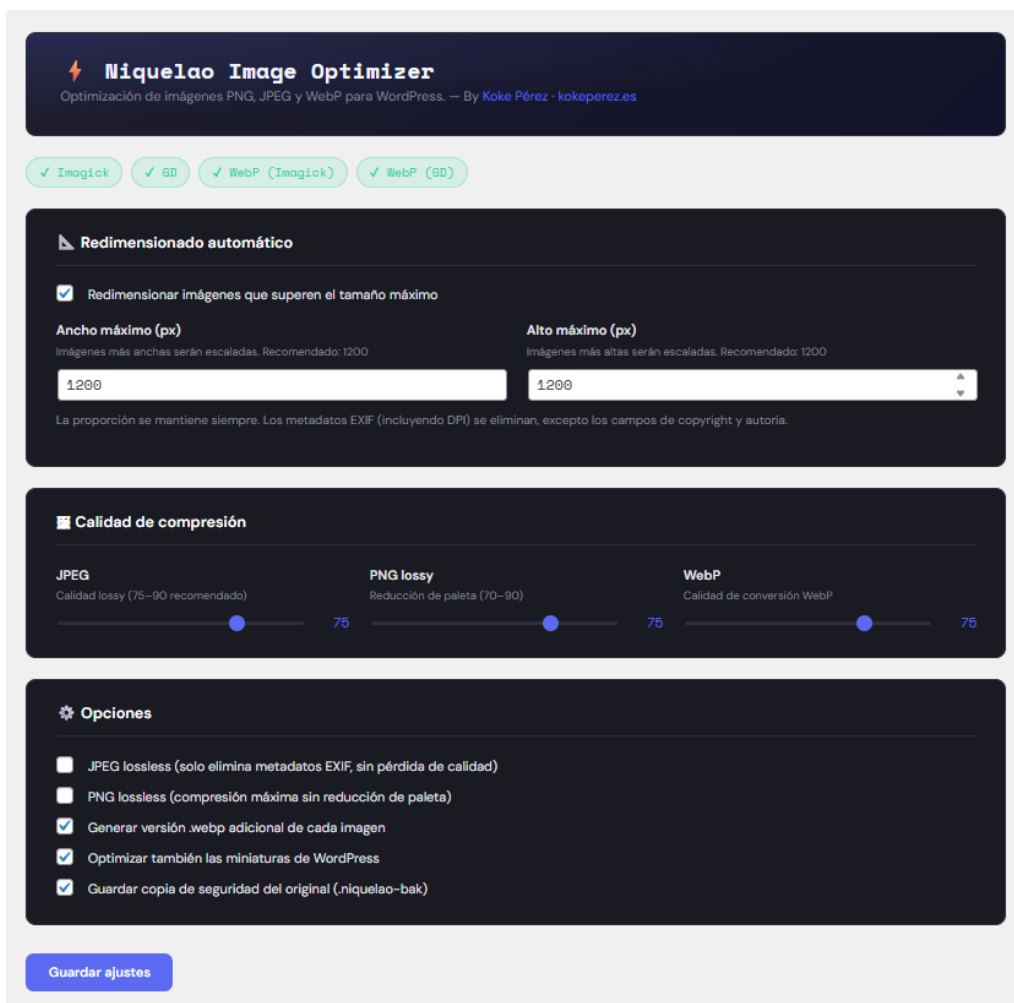 Niquelao Image Optimizer
Optimización de imágenes PNG, JPEG y WebP para WordPress. — By Koke Pérez · kokeperez.es
✓ Imagick ✓ GD ✓ WebP (Imagick) ✓ WebP (GD)
Redimensionado automático
Redimensionar imágenes que superen el tamaño máximo
Ancho máximo (px) Alto máximo (px)
Imágenes más anchas serán escaladas. Recomendado: 1200 Imágenes más altas serán escaladas. Recomendado: 1200
1200 1200
La proporción se mantiene siempre. Los metadatos EXIF (incluyendo DPI) se eliminan, excepto los campos de copyright y autoría.
Calidad de compresión
JPEG PNG lossy WebP
Calidad lossy (75–90 recomendado) Reducción de paleta (70–90) Calidad de conversión WebP
75 75 75
Opciones
JPEG lossless (solo elimina metadatos EXIF, sin pérdida de calidad)
PNG lossless (compresión máxima sin reducción de paleta)
Generar versión .webp adicional de cada imagen
Optimizar también las miniaturas de WordPress
Guardar copia de seguridad del original (.niquelao-bak)
Guardar ajustes